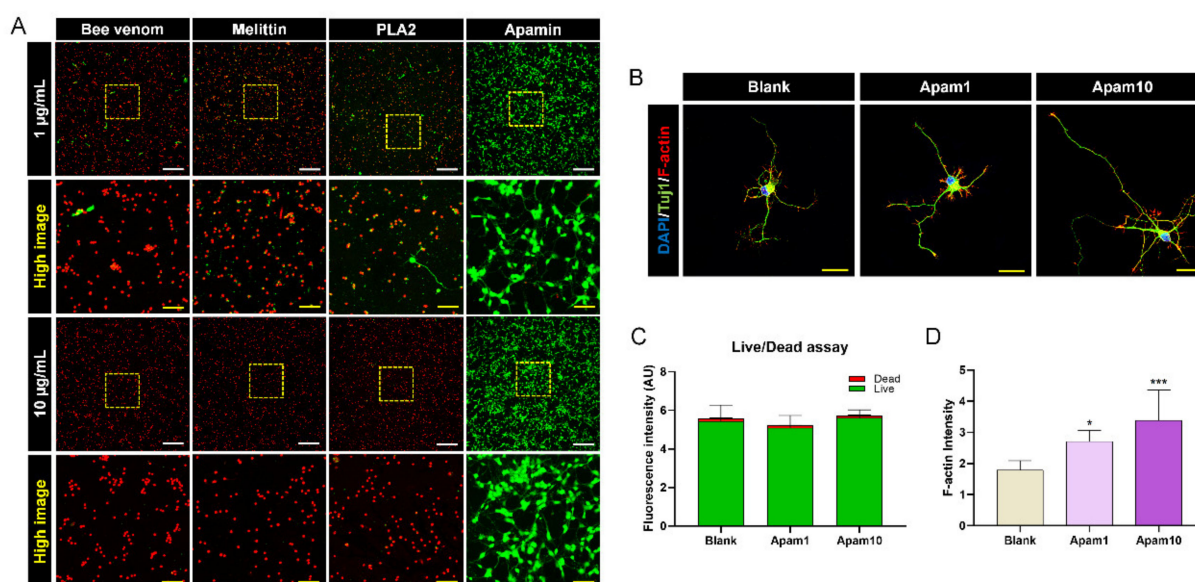 A
Bee venom Melittin PLA2 Apamin
1 µg/mL
High image
10 µg/mL
High image
B
Blank Apam1 Apam10
DAPI/Tuj1/F-actin
C
Live/Dead assay
Fluorescence intensity (AU)
8
6
4
2
0
Dead
Live
Blank Apam1 Apam10
D
F-actin Intensity
5
4
3
2
1
0
*
***
Blank Apam1 Apam10